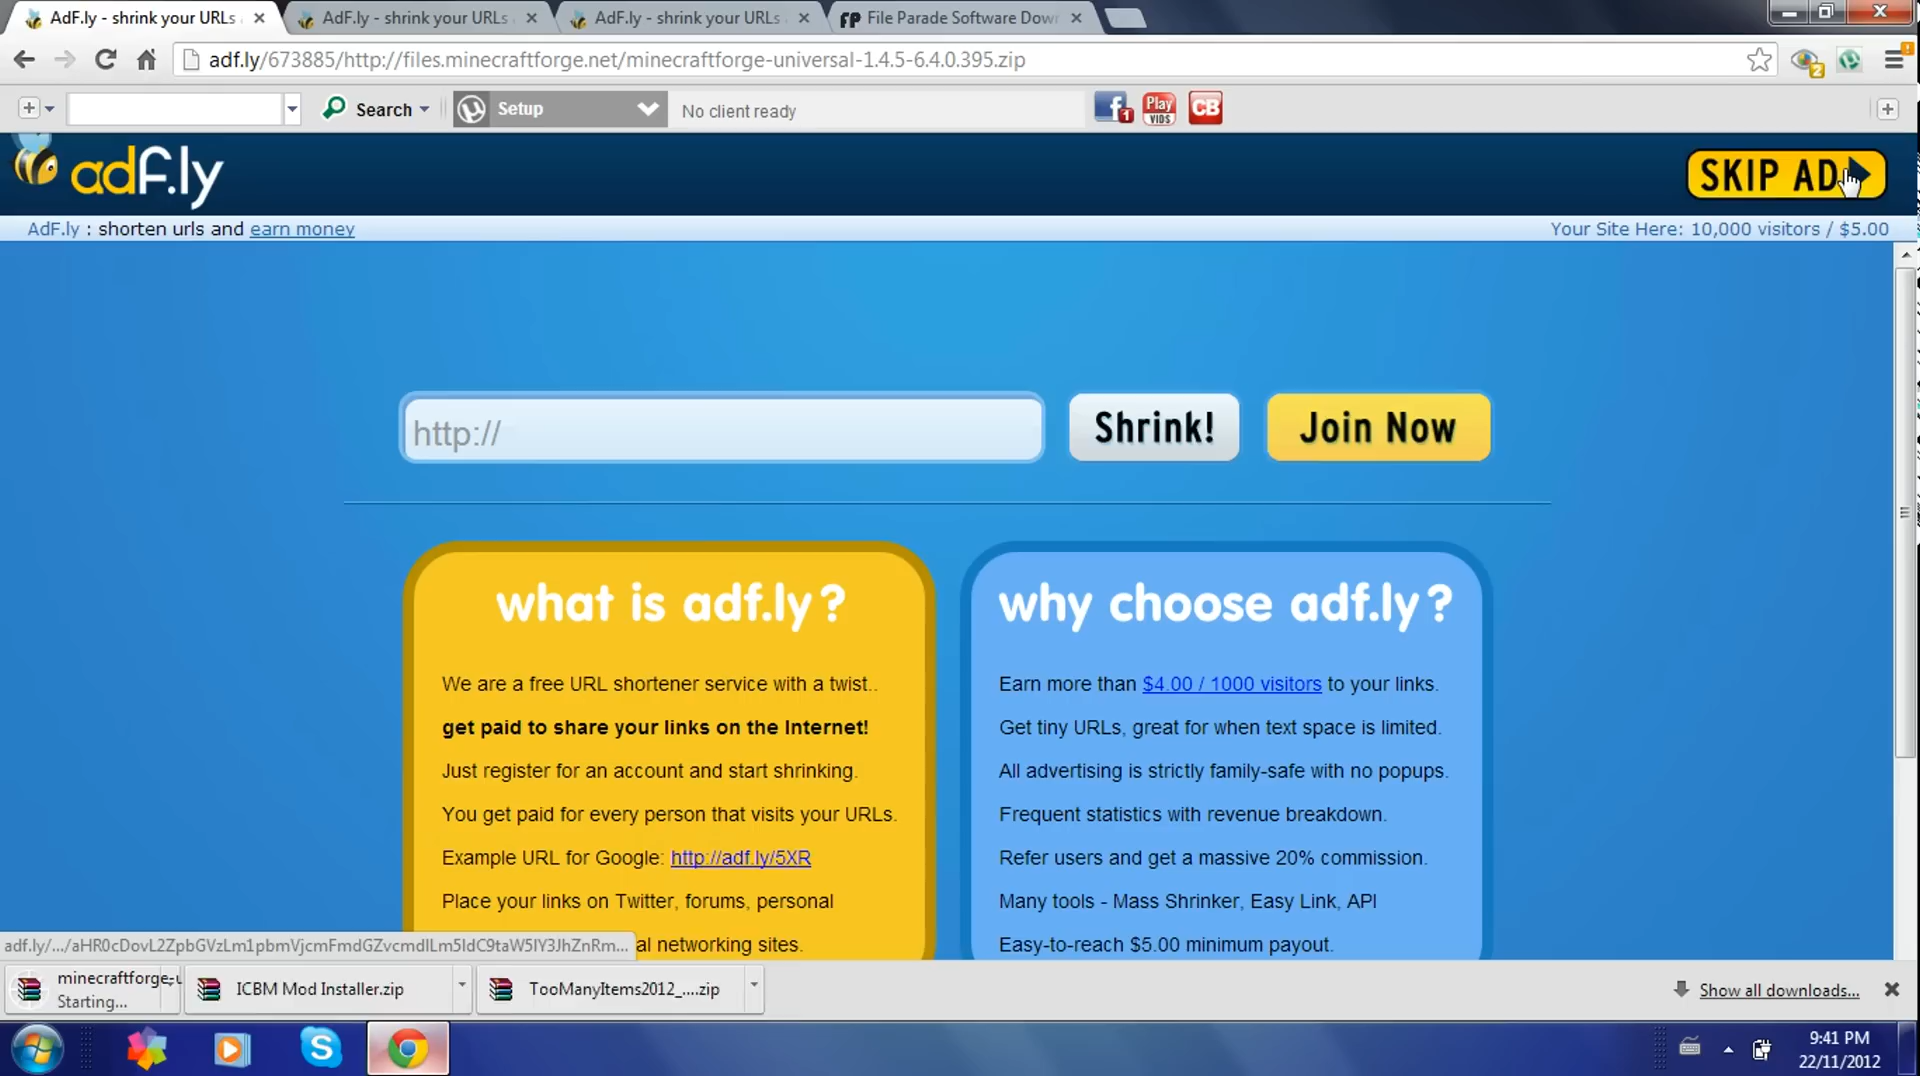 AdF.ly - shrink your URLs
AdF.ly - shrink your URLs
AdF.ly - shrink your URLs
FP File Parade Software Dow
adf.ly/673885/http://files.minecraftforge.net/minecraftforge-universal-1.4.5-6.4.0.395.zip
2
Search
Setup
No client ready
1
Play
VIDS
CB
adf.ly
SKIP AD
AdF.ly : shorten urls and earn money
Your Site Here: 10,000 visitors / $5.00
http://
Shrink!
Join Now
what is adf.ly?
We are a free URL shortener service with a twist..
get paid to share your links on the Internet!
Just register for an account and start shrinking.
You get paid for every person that visits your URLs.
Example URL for Google: http://adf.ly/5XR
Place your links on Twitter, forums, personal
al networking sites.
why choose adf.ly?
Earn more than $4.00 / 1000 visitors to your links.
Get tiny URLs, great for when text space is limited.
All advertising is strictly family-safe with no popups.
Frequent statistics with revenue breakdown.
Refer users and get a massive 20% commission.
Many tools - Mass Shrinker, Easy Link, API
Easy-to-reach $5.00 minimum payout.
minecraftforge-u
Starting...
ICBM Mod Installer.zip
TooManyItems2012_....zip
Show all downloads...
9:41 PM
22/11/2012